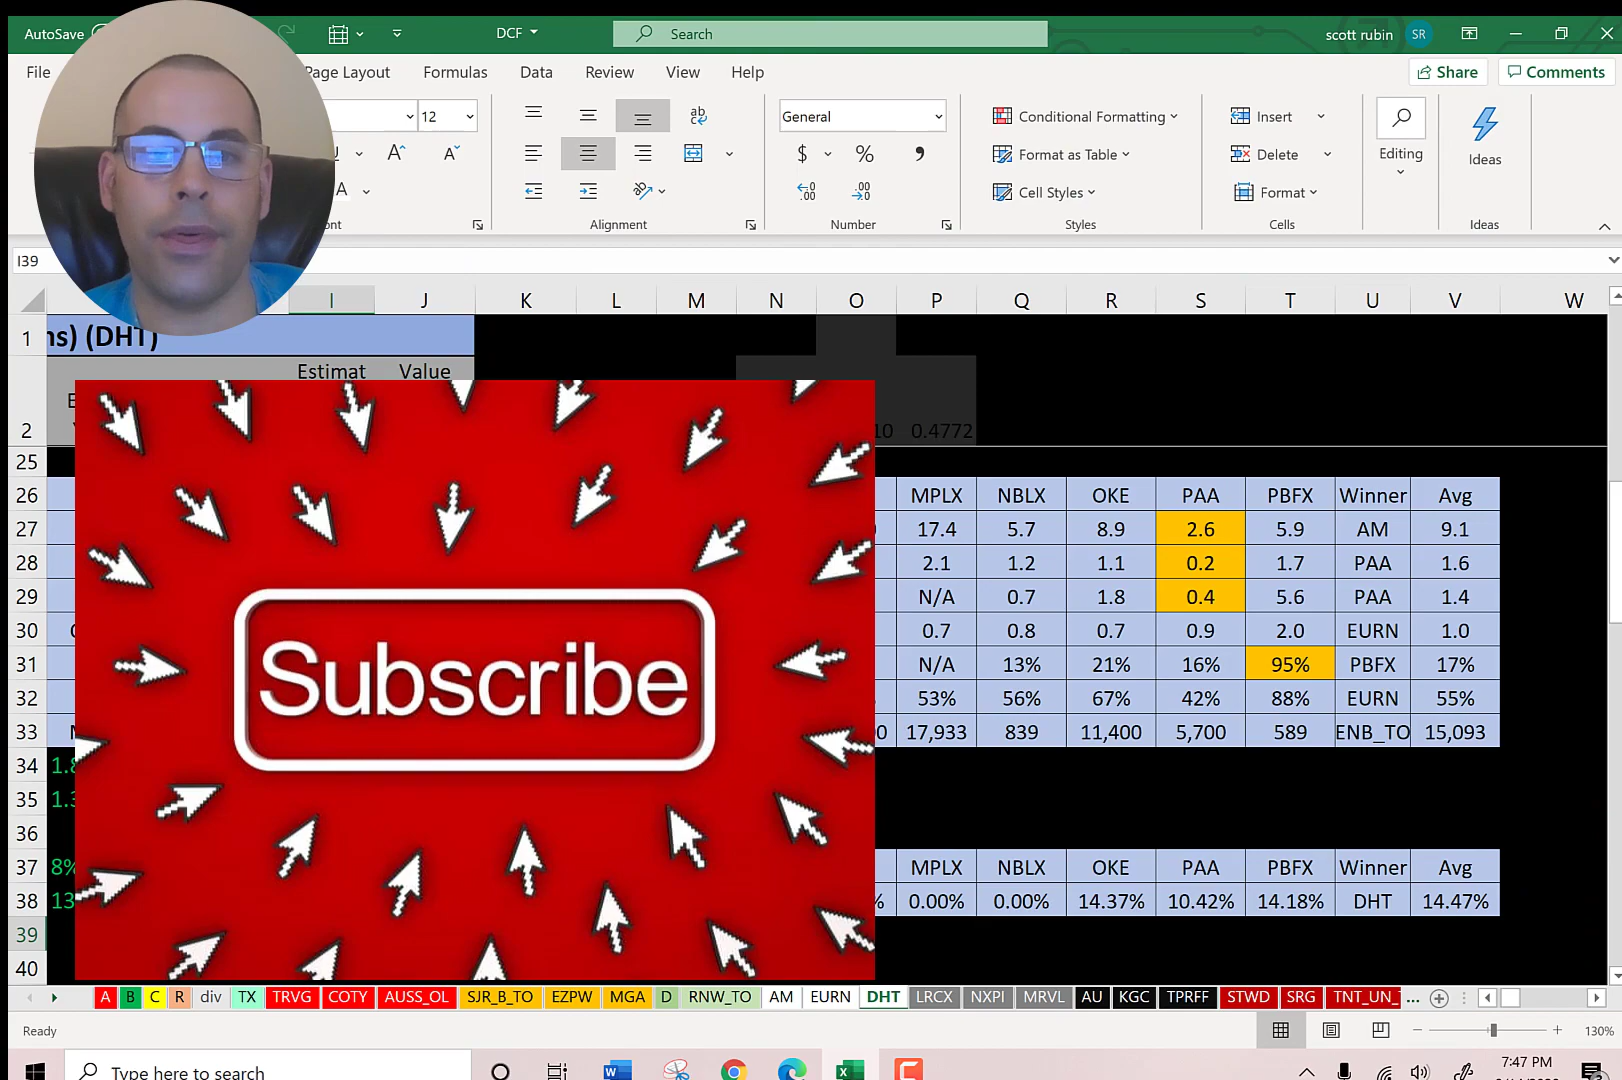 AutoSave
DCF
Search
scott rubin SR
File
Page Layout Formulas Data Review View Help
Share Comments
12
General
Conditional Formatting
Format as Table
Cell Styles
Insert
Delete
Format
Editing
Ideas
Alignment Number Styles Cells Ideas
I39
I J K L M N O P Q R S T U V W
1 (DHT)
Estimat Value
2 0.4772
25
26 MPLX NBLX OKE PAA PBFX Winner Avg
27 17.4 5.7 8.9 2.6 5.9 AM 9.1
28 2.1 1.2 1.1 0.2 1.7 PAA 1.6
29 N/A 0.7 1.8 0.4 5.6 PAA 1.4
30 0.7 0.8 0.7 0.9 2.0 EURN 1.0
31 N/A 13% 21% 16% 95% PBFX 17%
32 53% 56% 67% 42% 88% EURN 55%
33 17,933 839 11,400 5,700 589 ENB_TO 15,093
34
35
36
37 8% MPLX NBLX OKE PAA PBFX Winner Avg
38 0.00% 0.00% 14.37% 10.42% 14.18% DHT 14.47%
39
40
Subscribe
A B C R div TX TRVG COTY AUSS_OL SJR_B_TO EZPW MGA D RNW_TO AM EURN DHT LRCX NXPI MRVL AU KGC TPRFF STWD SRG TNT_UN_ ...
Ready
130%
Type here to search
7:47 PM